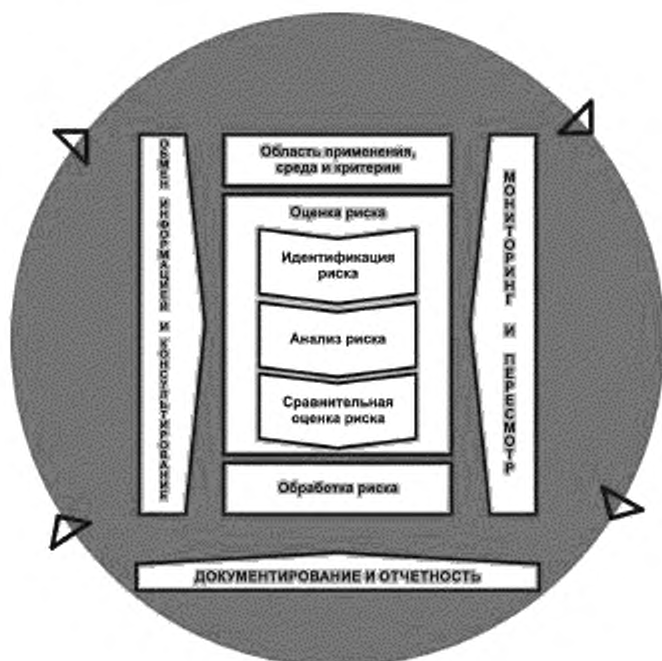 ОБМЕН ИНФОРМАЦИЕЙ И КОНСУЛЬТИРОВАНИЕ
Область применения,
среда и критерии
Оценка риска
Идентификация
риска
Анализ риска
Сравнительная
оценка риска
Обработка риска
МОНИТОРИНГ И ПЕРЕСМОТР
ДОКУМЕНТИРОВАНИЕ И ОТЧЕТНОСТЬ